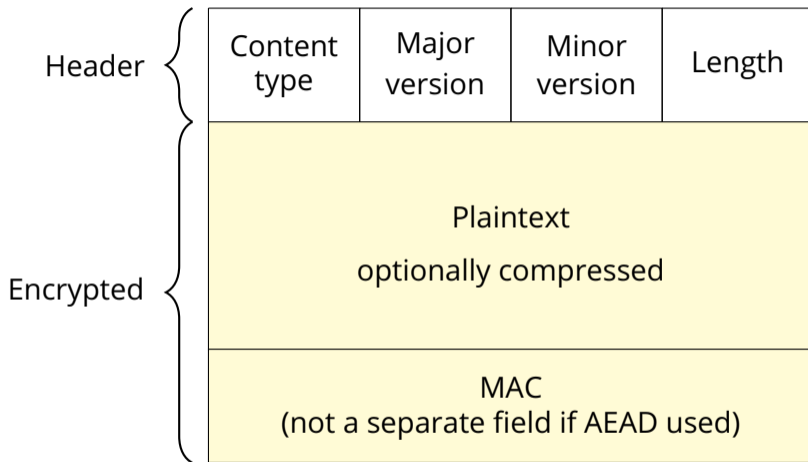 Header
Content
type
Major
version
Minor
version
Length
Encrypted
Plaintext
optionally compressed
MAC
(not a separate field if AEAD used)